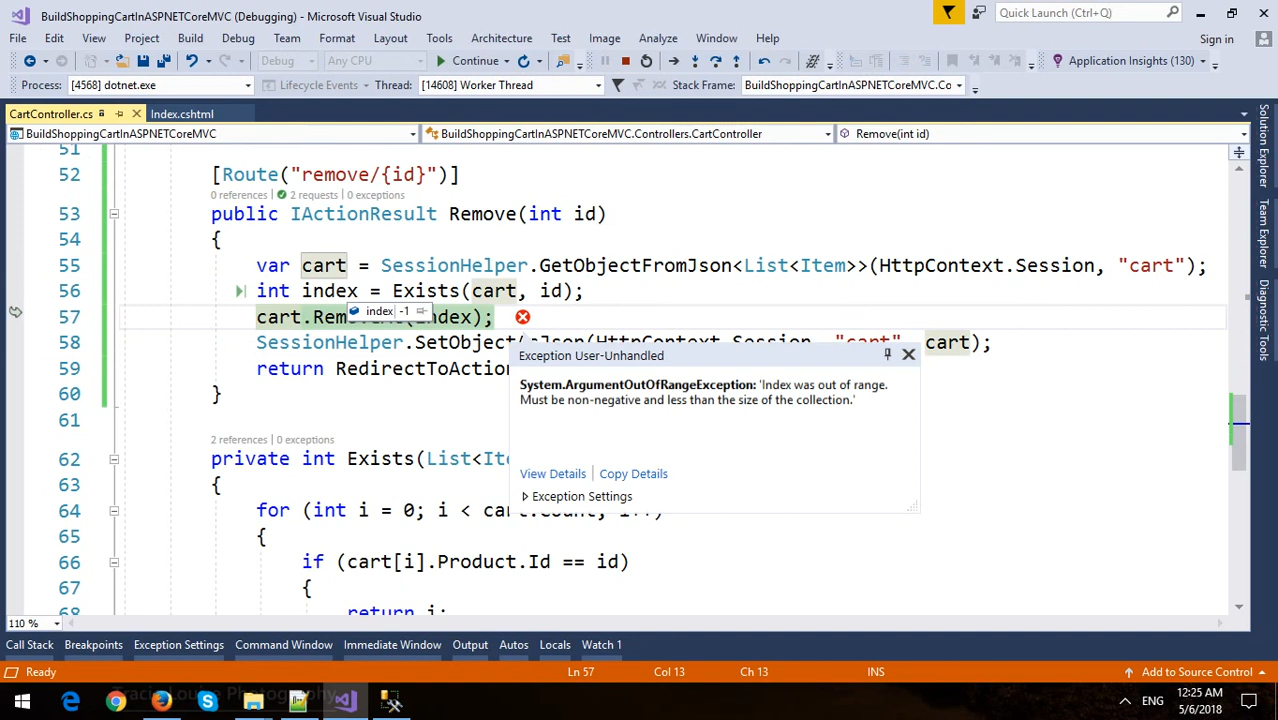 BuildShoppingCartInASPNETCoreMVC (Debugging) - Microsoft Visual Studio
Quick Launch (Ctrl+Q)
File Edit View Project Build Debug Team Format Layout Tools Architecture Test Image Analyze Window Help
Sign in
Debug Any CPU Continue Application Insights (130)
Process: [4568] dotnet.exe Lifecycle Events Thread: [14608] Worker Thread Stack Frame: BuildShoppingCartInASPNETCoreMVC.Co
CartController.cs Index.cshtml
BuildShoppingCartInASPNETCoreMVC BuildShoppingCartInASPNETCoreMVC.Controllers.CartController Remove(int id)
51
52 [Route("remove/{id}")]
0 references | 2 requests | 0 exceptions
53 public IActionResult Remove(int id)
54 {
55 var cart = SessionHelper.GetObjectFromJson<List<Item>>(HttpContext.Session, "cart");
56 int index = Exists(cart, id);
index -1
57 cart.RemoveAt(index);
58 SessionHelper.SetObjectAsJson(HttpContext.Session, "cart", cart);
59 return RedirectToAction
60 }
61
Exception User-Unhandled
System.ArgumentOutOfRangeException: 'Index was out of range.
Must be non-negative and less than the size of the collection.'
View Details | Copy Details
Exception Settings
2 references | 0 exceptions
62 private int Exists(List<Ite
63 {
64 for (int i = 0; i < cart.Count; i++)
65 {
66 if (cart[i].Product.Id == id)
67 {
68 return i;
110 %
Solution Explorer
Team Explorer
Toolbox
Call Stack Breakpoints Exception Settings Command Window Immediate Window Output Autos Locals Watch 1
Ready Ln 57 Col 13 Ch 13 INS Add to Source Control
Tracie Louise Photography
ENG
12:25 AM
5/6/2018